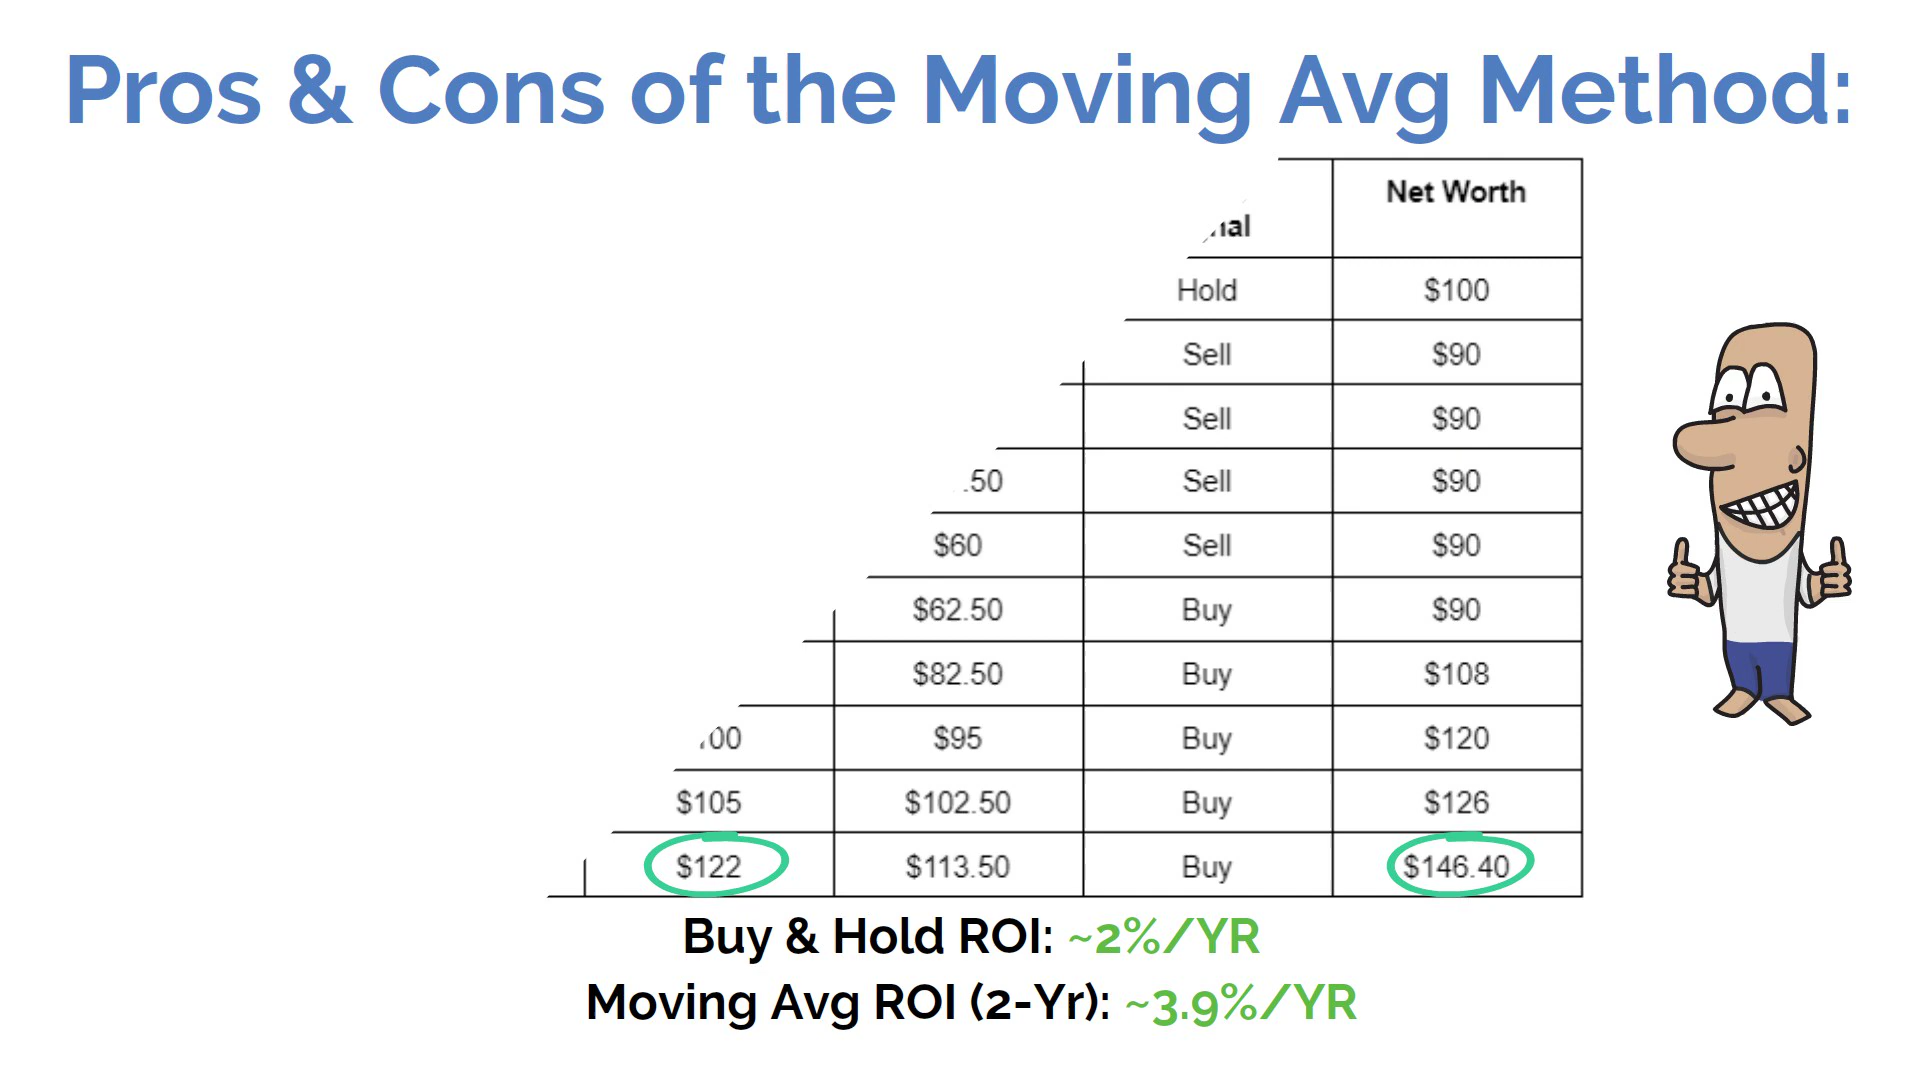 Pros & Cons of the Moving Avg Method:
Net Worth
Hold $100
Sell $90
Sell $90
.50 Sell $90
$60 Sell $90
$62.50 Buy $90
$82.50 Buy $108
00 $95 Buy $120
$105 $102.50 Buy $126
$122 $113.50 Buy $146.40
Buy & Hold ROI: ~2%/YR
Moving Avg ROI (2-Yr): ~3.9%/YR